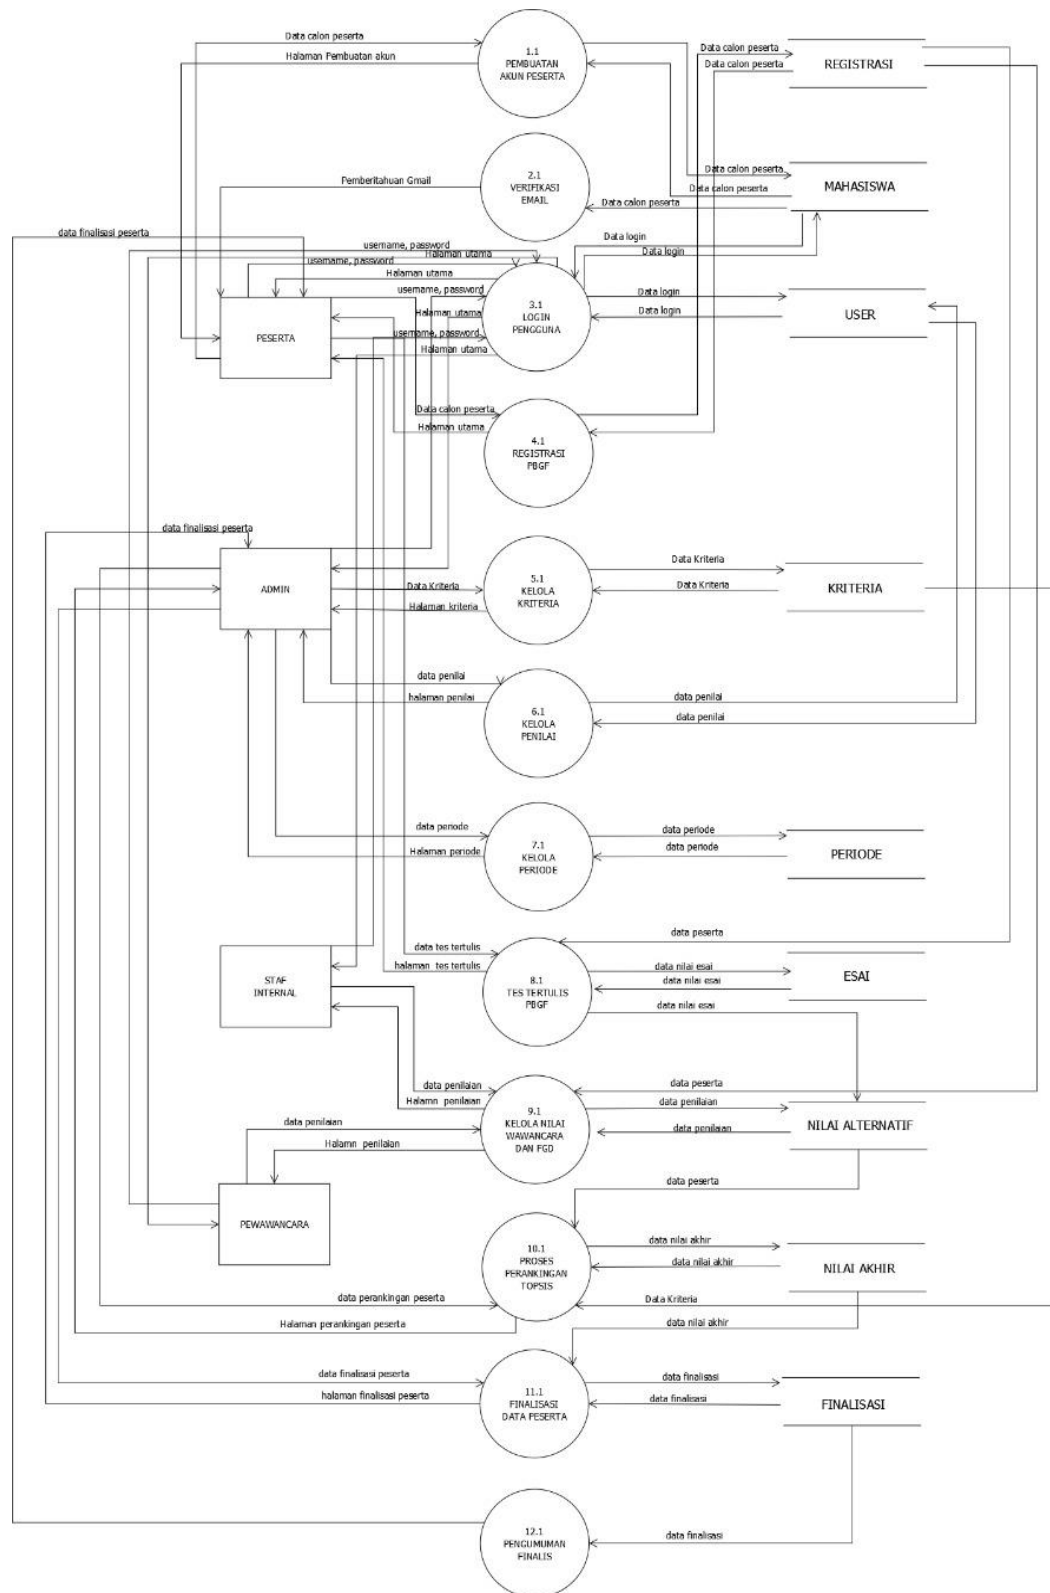 Data calon peserta
Halaman Pembuatan akun
1.1
PEMBUATAN
AKUN PESERTA
Data calon peserta
Data calon peserta
REGISTRASI
Pemberitahuan Gmail
2.1
VERIFIKASI
EMAIL
Data calon peserta
Data calon peserta
Data calon peserta
MAHASISWA
data finalisasi peserta
username, password
Halaman utama
username, password
Halaman utama
username, password
Halaman utama
username, password
Halaman utama
PESERTA
3.1
LOGIN
PENGGUNA
Data login
Data login
Data login
Data login
USER
Data calon peserta
Halaman utama
4.1
REGISTRASI
PBGF
data finalisasi peserta
ADMIN
Data Kriteria
Halaman kriteria
5.1
KELOLA
KRITERIA
Data Kriteria
Data Kriteria
KRITERIA
data penilai
halaman penilai
6.1
KELOLA
PENILAI
data penilai
data penilai
data periode
Halaman periode
7.1
KELOLA
PERIODE
data periode
data periode
PERIODE
data peserta
data tes tertulis
halaman tes tertulis
STAF
INTERNAL
8.1
TES TERTULIS
PBGF
data nilai esai
data nilai esai
data nilai esai
ESAI
data penilaian
Halamn penilaian
data penilaian
Halamn penilaian
9.1
KELOLA NILAI
WAWANCARA
DAN FGD
data peserta
data penilaian
data penilaian
NILAI ALTERNATIF
PEWAWANCARA
data peserta
10.1
PROSES
PERANKINGAN
TOPSIS
data nilai akhir
data nilai akhir
NILAI AKHIR
data perankingan peserta
Halaman perankingan peserta
Data Kriteria
data nilai akhir
data finalisasi peserta
halaman finalisasi peserta
11.1
FINALISASI
DATA PESERTA
data finalisasi
data finalisasi
FINALISASI
12.1
PENGUMUMAN
FINALIS
data finalisasi